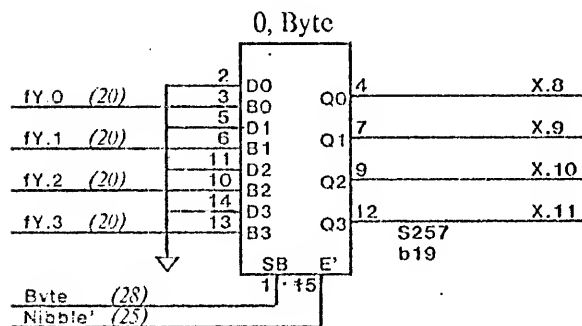 0, Byte
2 D0
fY.0 (20) 3 B0 Q0 4 X.8
5 D1
fY.1 (20) 6 B1 Q1 7 X.9
11 D2
fY.2 (20) 10 B2 Q2 9 X.10
14 D3
fY.3 (20) 13 B3 Q3 12 X.11
S257
b19
SB E'
1 15
Byte (28)
Nibble' (25)